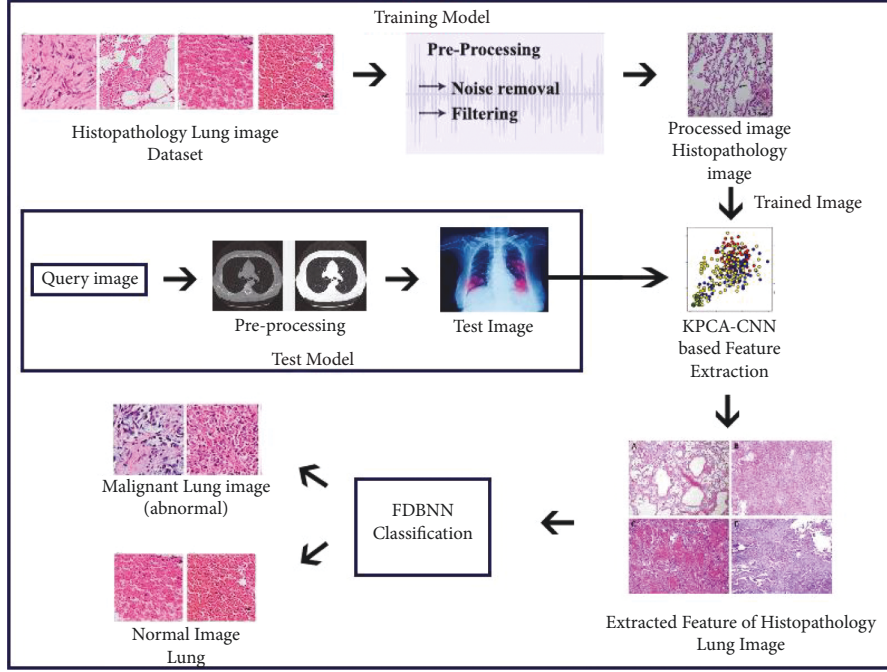 Training Model
Pre-Processing
Noise removal
Filtering
Histopathology Lung image
Dataset
Processed image
Histopathology
image
Trained Image
Query image
Pre-processing
Test Image
Test Model
KPCA-CNN
based Feature
Extraction
Malignant Lung image
(abnormal)
FDBNN
Classification
A
B
C
Normal Image
Lung
Extracted Feature of Histopathology
Lung Image